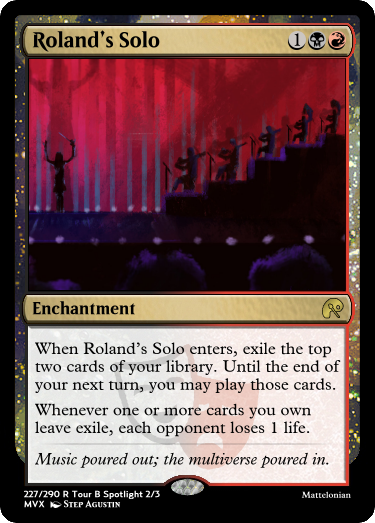 Roland's Solo 1
Enchantment
When Roland's Solo enters, exile the top
two cards of your library. Until the end of
your next turn, you may play those cards.
Whenever one or more cards you own
leave exile, each opponent loses 1 life.
Music poured out; the multiverse poured in.
227/290 R Tour B Spotlight 2/3
MVX STEP AGUSTIN Mattelonian